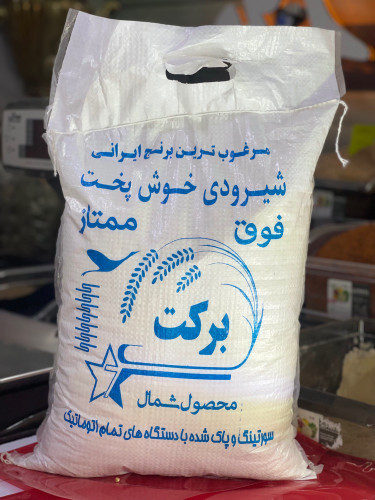 مرغوب ترین برنج ایرانی
شیرودی خوش پخت
فوق ممتاز
برکت
محصول شمال
سورتینگ و پاک شده با دستگاه های تمام اتوماتیک